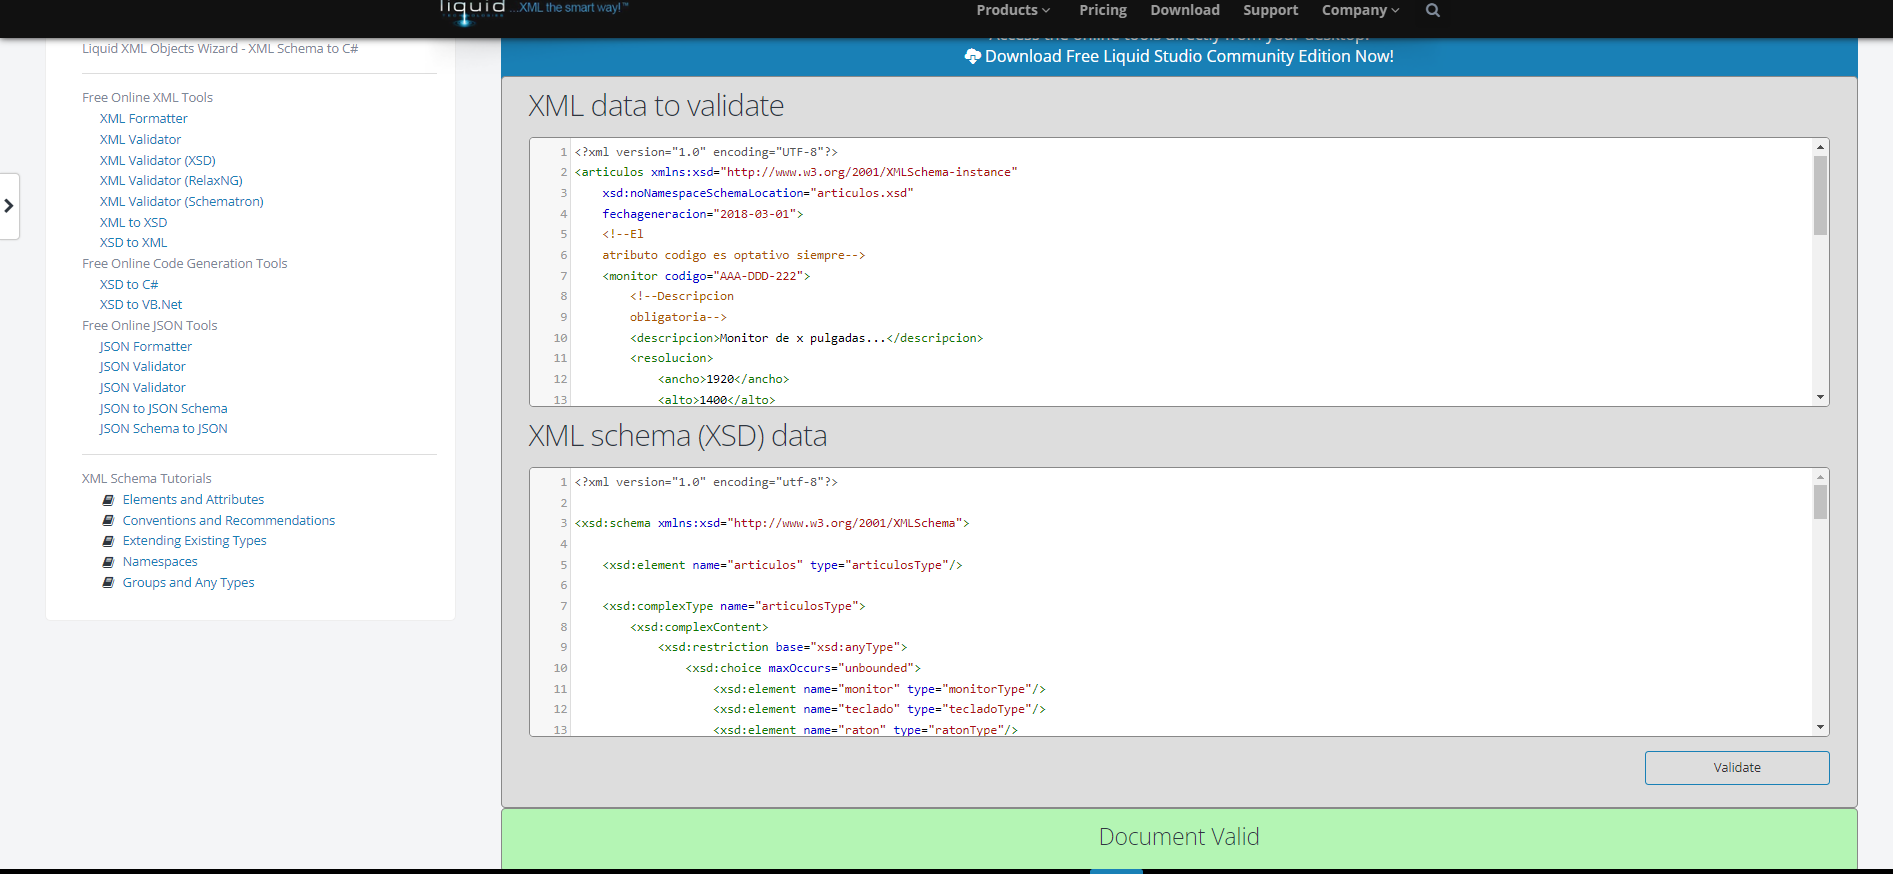 liquid
TECHNOLOGIES
...XML the smart way!™
Products
Pricing
Download
Support
Company
Liquid XML Objects Wizard - XML Schema to C#
Free Online XML Tools
XML Formatter
XML Validator
XML Validator (XSD)
XML Validator (RelaxNG)
XML Validator (Schematron)
XML to XSD
XSD to XML
Free Online Code Generation Tools
XSD to C#
XSD to VB.Net
Free Online JSON Tools
JSON Formatter
JSON Validator
JSON Validator
JSON to JSON Schema
JSON Schema to JSON
XML Schema Tutorials
Elements and Attributes
Conventions and Recommendations
Extending Existing Types
Namespaces
Groups and Any Types
Access the online tools directly from your desktop.
Download Free Liquid Studio Community Edition Now!
XML data to validate
1 <?xml version="1.0" encoding="UTF-8"?>
2 <articulos xmlns:xsd="http://www.w3.org/2001/XMLSchema-instance"
3 xsd:noNamespaceSchemaLocation="articulos.xsd"
4 fechageneracion="2018-03-01">
5 <!--El
6 atributo codigo es optativo siempre-->
7 <monitor codigo="AAA-DDD-222">
8 <!--Descripcion
9 obligatoria-->
10 <descripcion>Monitor de x pulgadas...</descripcion>
11 <resolucion>
12 <ancho>1920</ancho>
13 <alto>1400</alto>
XML schema (XSD) data
1 <?xml version="1.0" encoding="utf-8"?>
2
3 <xsd:schema xmlns:xsd="http://www.w3.org/2001/XMLSchema">
4
5 <xsd:element name="articulos" type="articulosType"/>
6
7 <xsd:complexType name="articulosType">
8 <xsd:complexContent>
9 <xsd:restriction base="xsd:anyType">
10 <xsd:choice maxOccurs="unbounded">
11 <xsd:element name="monitor" type="monitorType"/>
12 <xsd:element name="teclado" type="tecladoType"/>
13 <xsd:element name="raton" type="ratonType"/>
Validate
Document Valid